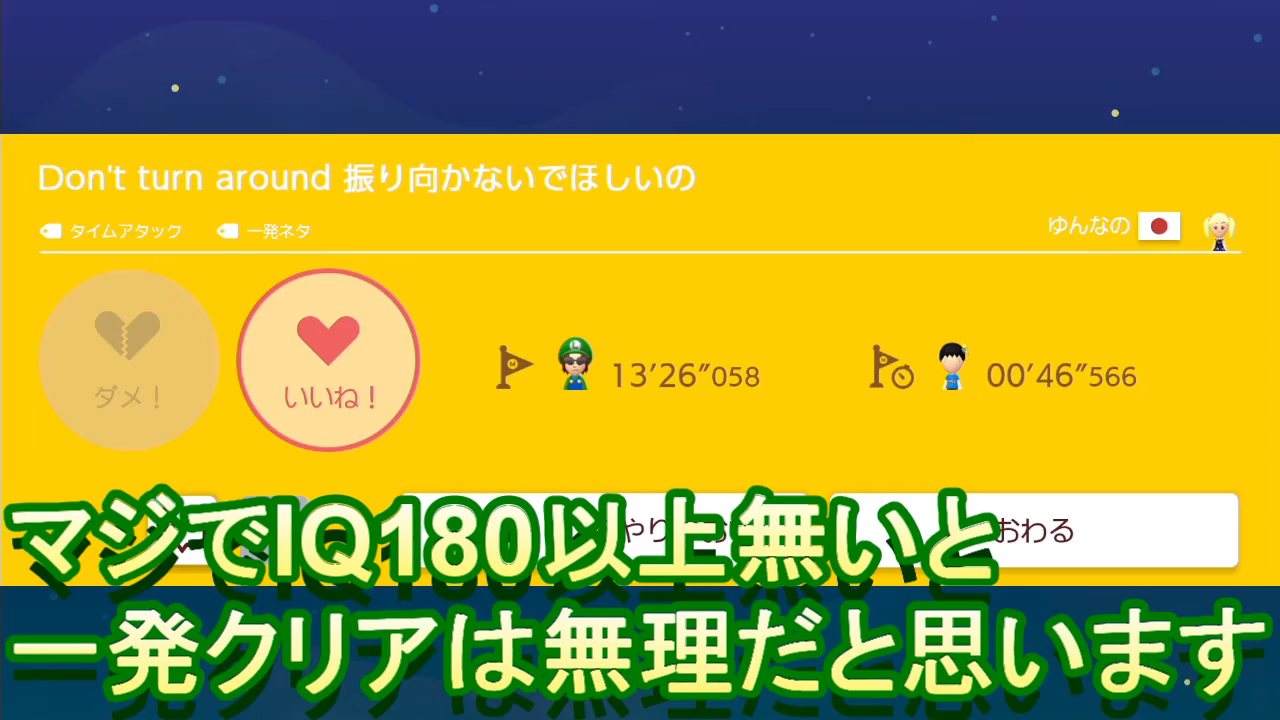 Don't turn around 振り向かないでほしいの
タイムアタック 一発ネタ ゆんなの
ダメ! いいね! 13′26″058 00′46″566
おわる
マジでIQ180以上無いと
一発クリアは無理だと思います